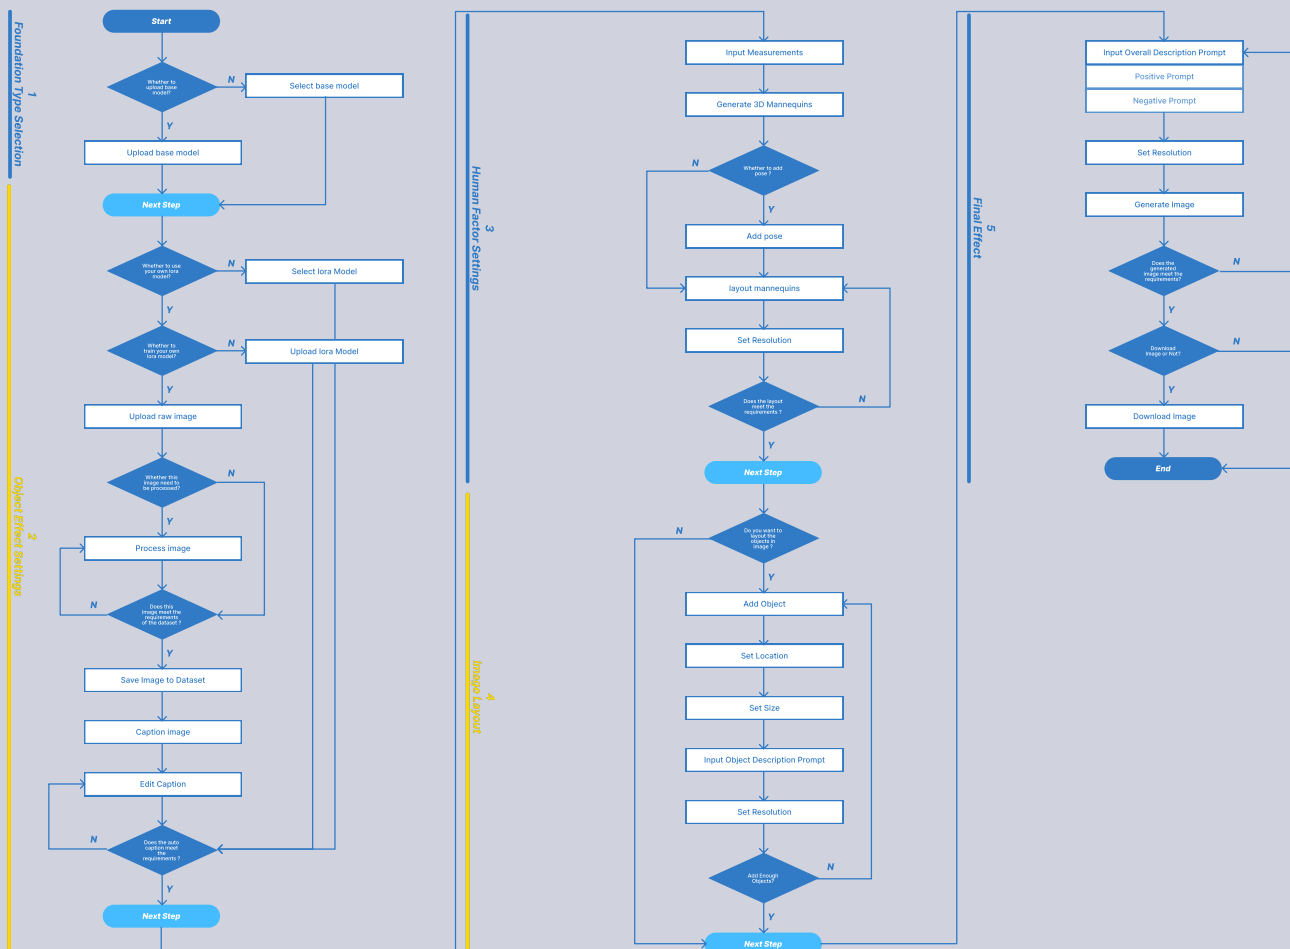 1
Foundation Type Selection
Start
Whether to
upload base
model?
N
Select base model
Y
Upload base model
Next Step
2
Object Effect Settings
Whether to use
your own lora
model?
N
Select lora Model
Y
Whether to
train your own
lora model?
N
Upload lora Model
Y
Upload raw image
Whether this
image need to
be processed?
N
Y
Process image
Does this
image meet the
requirements
of the dataset ?
N
Y
Save Image to Dataset
Caption image
Edit Caption
Does the auto
caption meet
the
requirements ?
N
Y
Next Step
3
Human Factor Settings
Input Measurements
Generate 3D Mannequins
Whether to add
pose ?
N
Y
Add pose
layout mannequins
Set Resolution
Does the layout
meet the
requirements ?
N
Y
Next Step
4
Image Layout
Do you want to
layout the
objects in
image ?
N
Y
Add Object
Set Location
Set Size
Input Object Description Prompt
Set Resolution
Add Enough
Objects?
N
Y
Next Step
5
Final Effect
Input Overall Description Prompt
Positive Prompt
Negative Prompt
Set Resolution
Generate Image
Does the
generated
image meet the
requirements?
N
Y
Download
Image or Not?
N
Y
Download Image
End